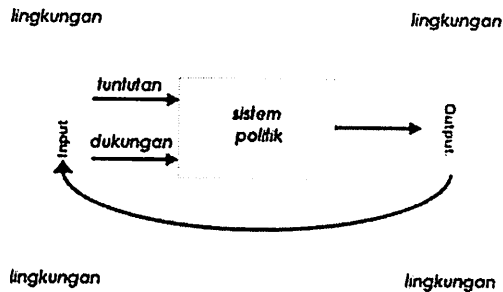 lingkungan
lingkungan
tuntutan
dukungan
Input
sistem
politik
Output
lingkungan
lingkungan